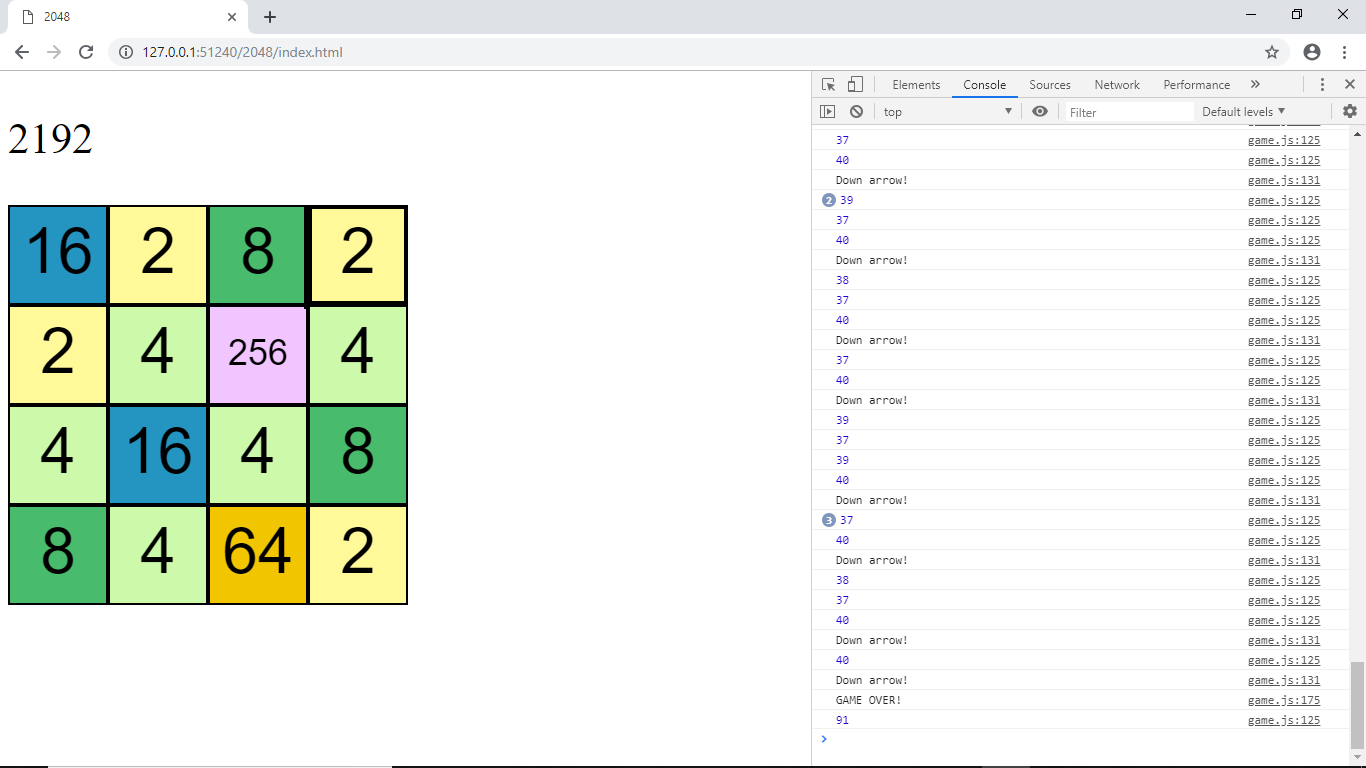 2048
127.0.0.1:51240/2048/index.html
2192
16 2 8 2
2 4 256 4
4 16 4 8
8 4 64 2
Elements Console Sources Network Performance »
top Filter Default levels
37 game.js:125
40 game.js:125
Down arrow! game.js:131
2 39 game.js:125
37 game.js:125
40 game.js:125
Down arrow! game.js:131
38 game.js:125
37 game.js:125
40 game.js:125
Down arrow! game.js:131
37 game.js:125
40 game.js:125
Down arrow! game.js:131
39 game.js:125
37 game.js:125
39 game.js:125
40 game.js:125
Down arrow! game.js:131
3 37 game.js:125
40 game.js:125
Down arrow! game.js:131
38 game.js:125
37 game.js:125
40 game.js:125
Down arrow! game.js:131
40 game.js:125
Down arrow! game.js:131
GAME OVER! game.js:175
91 game.js:125